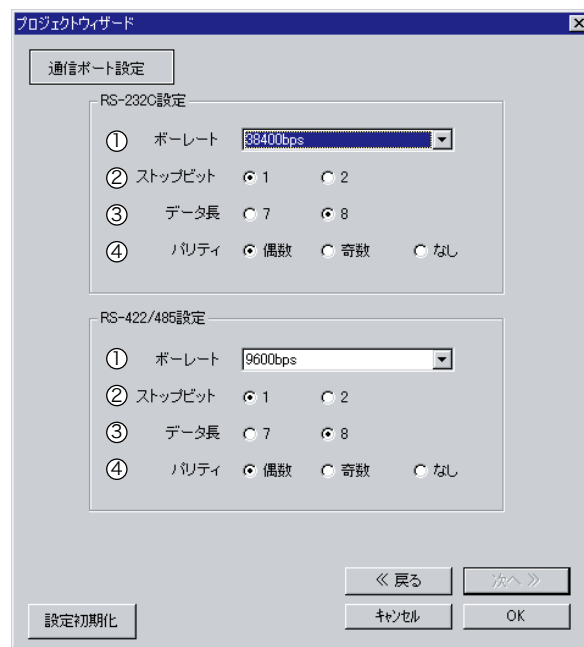 プロジェクトウィザード
通信ポート設定
RS-232C設定
① ボーレート 38400bps
② ストップビット 1 2
③ データ長 7 8
④ パリティ 偶数 奇数 なし
RS-422/485設定
① ボーレート 9600bps
② ストップビット 1 2
③ データ長 7 8
④ パリティ 偶数 奇数 なし
≪ 戻る 次へ ≫
設定初期化 キャンセル OK